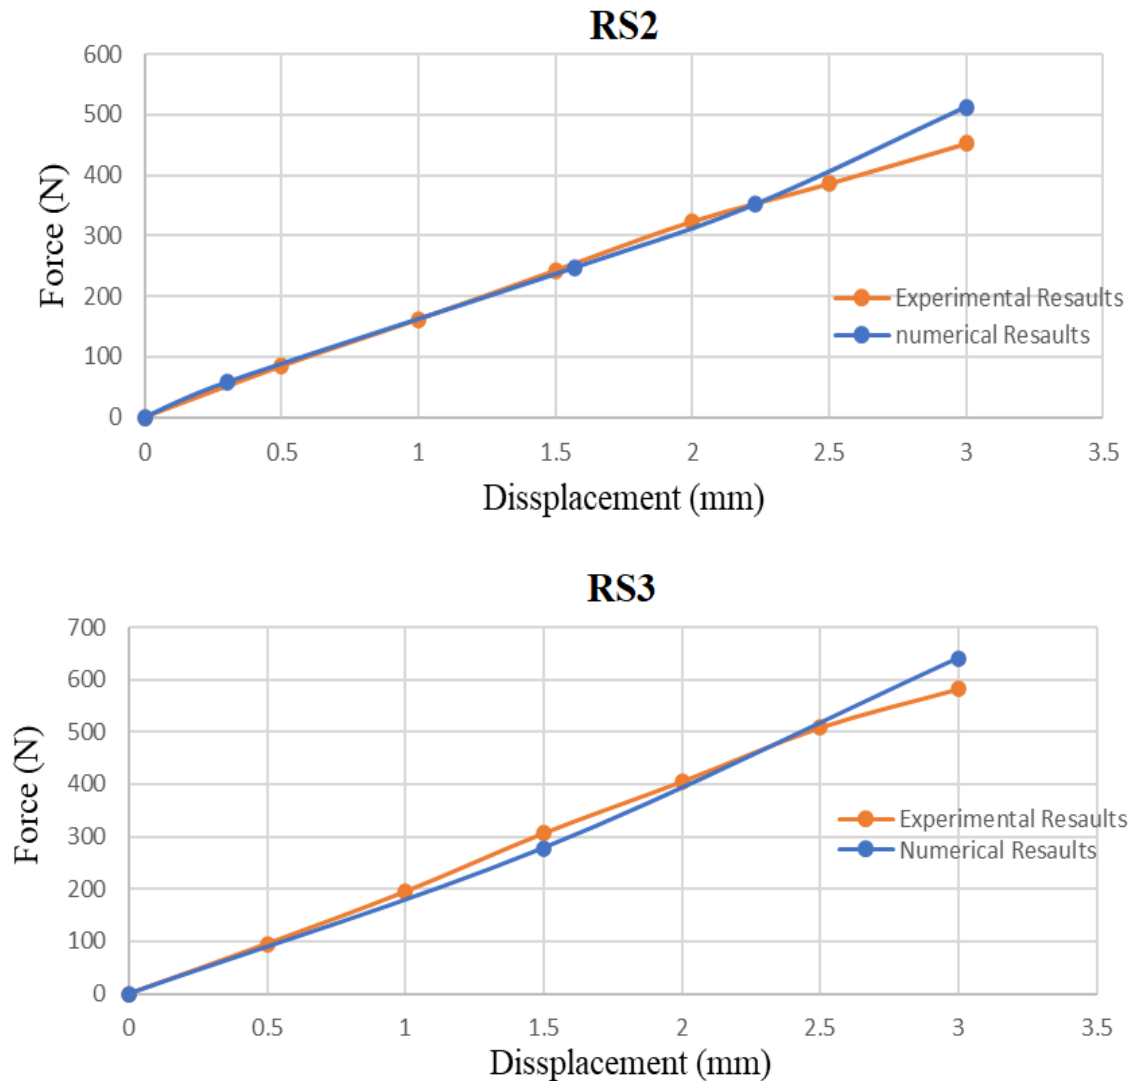 RS2
600
500
400
300
200
100
0
Force (N)
Experimental Resaults
numerical Resaults
0 0.5 1 1.5 2 2.5 3 3.5
Dissplacement (mm)
RS3
700
600
500
400
300
200
100
0
Force (N)
Experimental Resaults
Numerical Resaults
0 0.5 1 1.5 2 2.5 3 3.5
Dissplacement (mm)